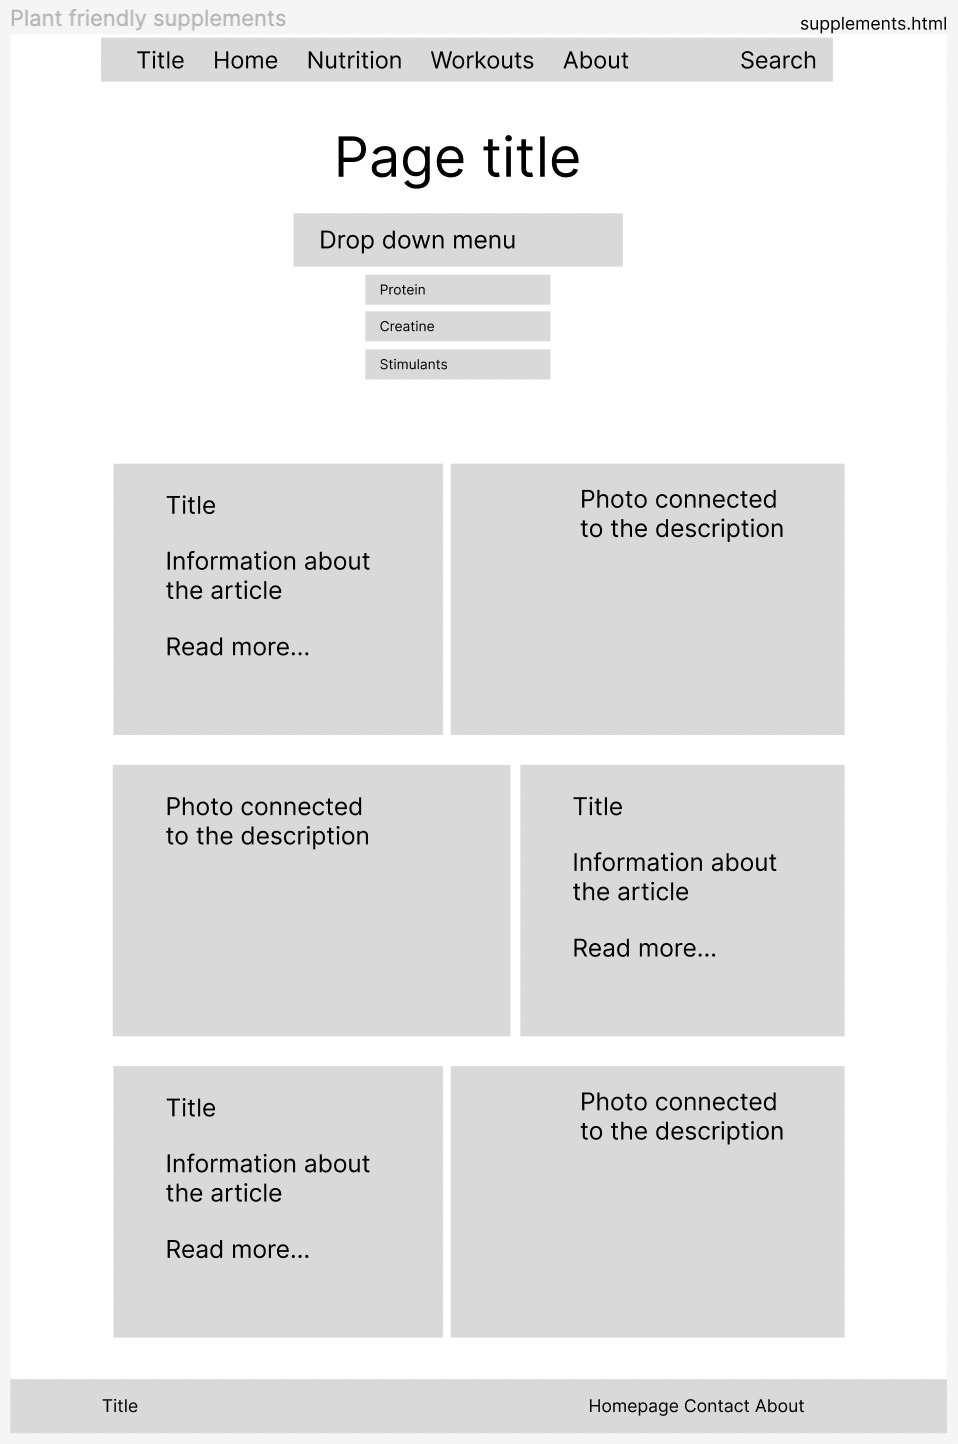 Plant friendly supplements
supplements.html
Title Home Nutrition Workouts About Search
Page title
Drop down menu
Protein
Creatine
Stimulants
Title
Information about
the article
Read more...
Photo connected
to the description
Photo connected
to the description
Title
Information about
the article
Read more...
Title
Information about
the article
Read more...
Photo connected
to the description
Title
Homepage Contact About